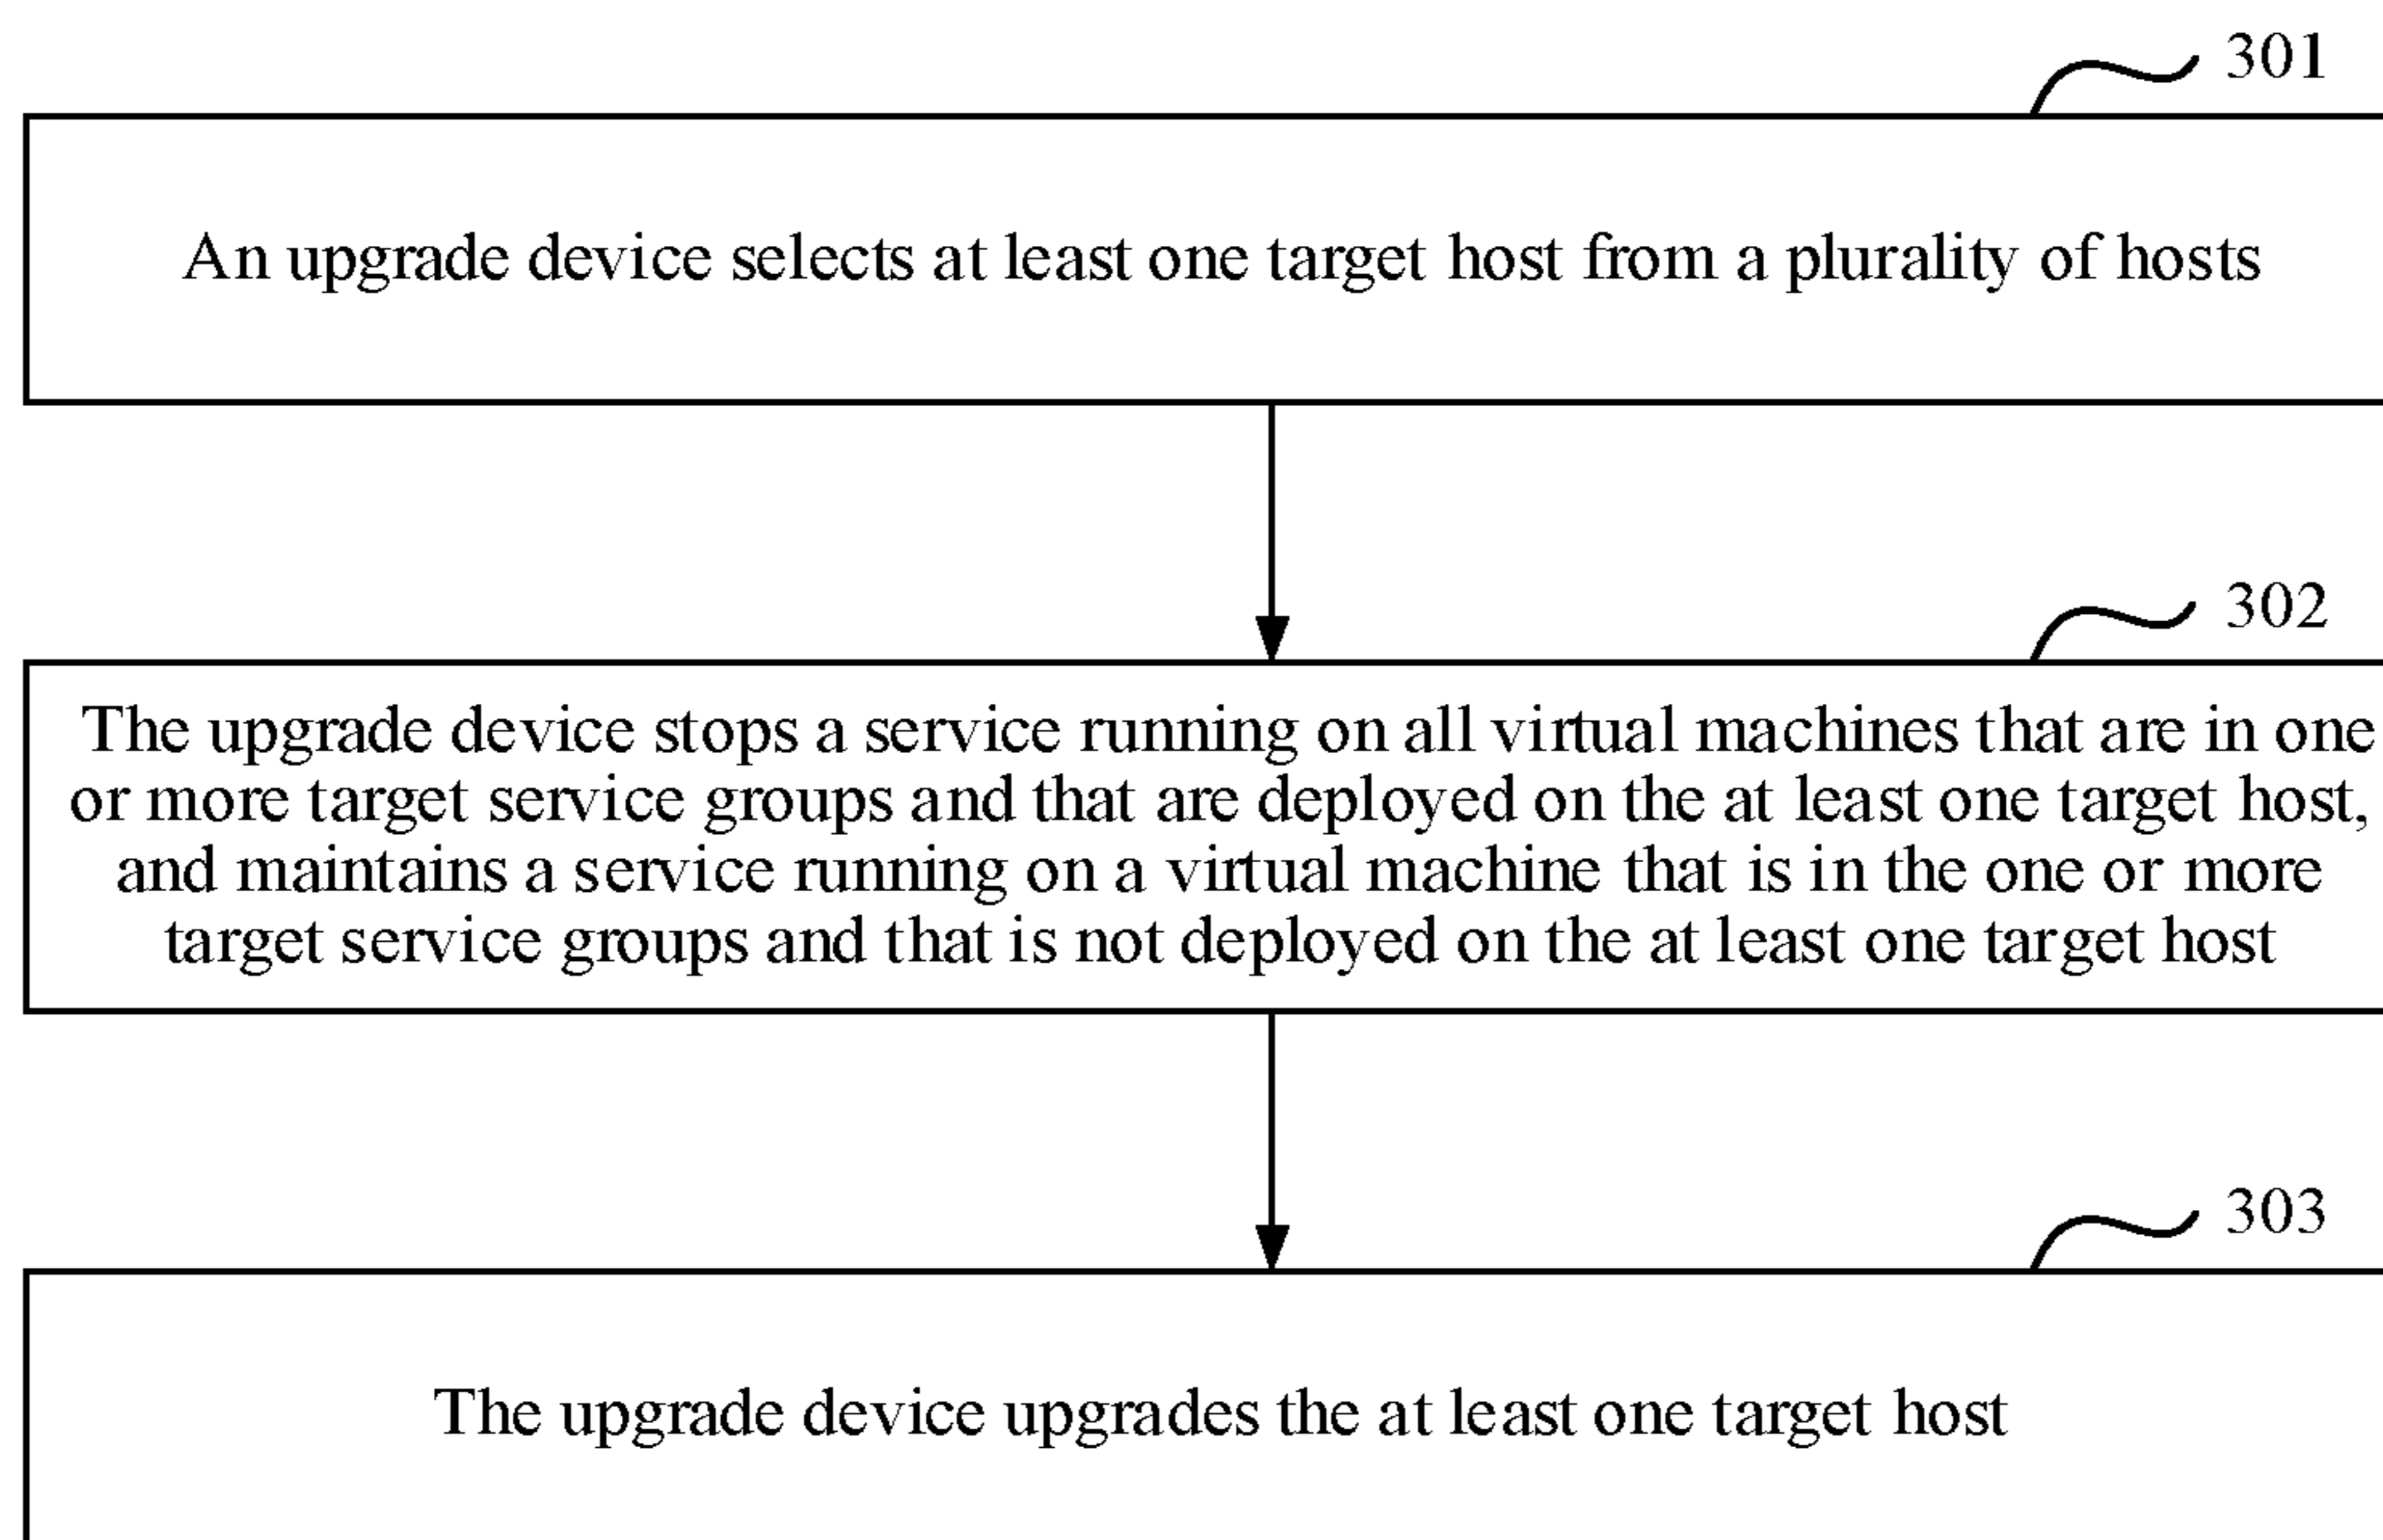 301
An upgrade device selects at least one target host from a plurality of hosts
302
The upgrade device stops a service running on all virtual machines that are in one
or more target service groups and that are deployed on the at least one target host,
and maintains a service running on a virtual machine that is in the one or more
target service groups and that is not deployed on the at least one target host
303
The upgrade device upgrades the at least one target host